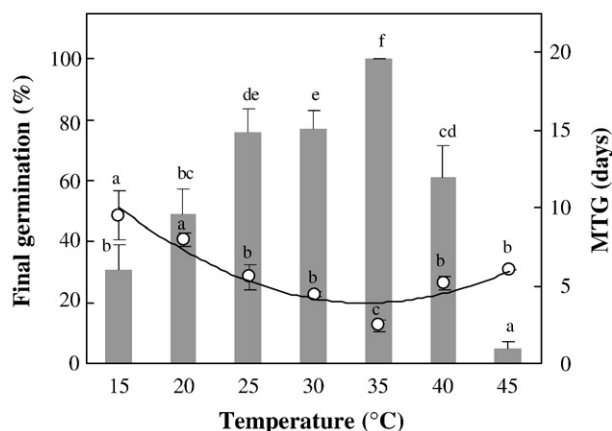 Final germination (%)
100
80
60
40
20
0
MTG (days)
20
15
10
5
0
a
b
bc
a
de
b
e
b
f
c
cd
b
b
a
15 20 25 30 35 40 45
Temperature (°C)